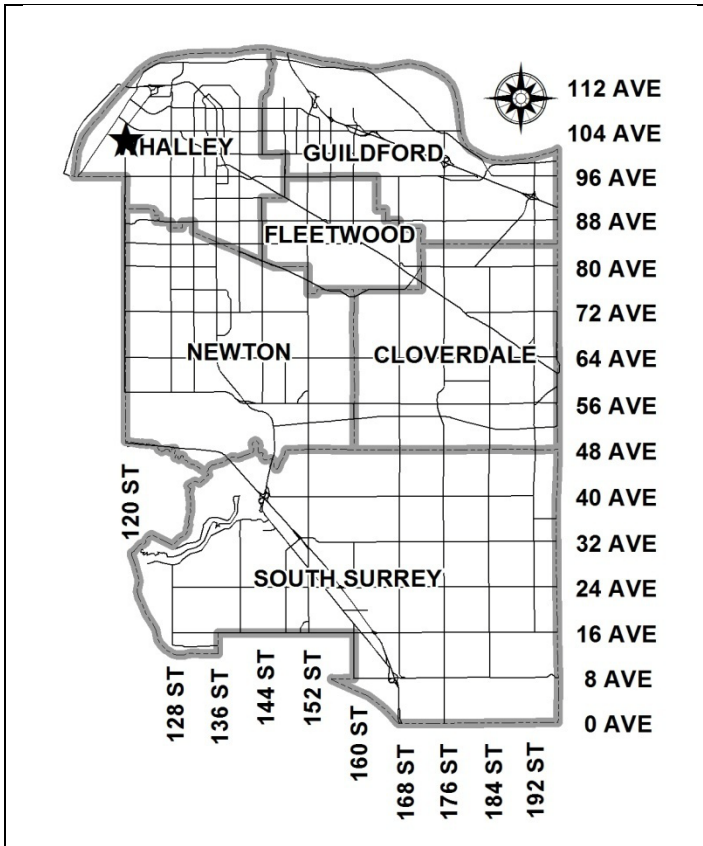 112 AVE
104 AVE
WHALLEY
GUILDFORD
96 AVE
88 AVE
FLEETWOOD
80 AVE
72 AVE
NEWTON
CLOVERDALE
64 AVE
56 AVE
48 AVE
120 ST
40 AVE
32 AVE
SOUTH SURREY
24 AVE
16 AVE
8 AVE
0 AVE
128 ST
136 ST
144 ST
152 ST
160 ST
168 ST
176 ST
184 ST
192 ST